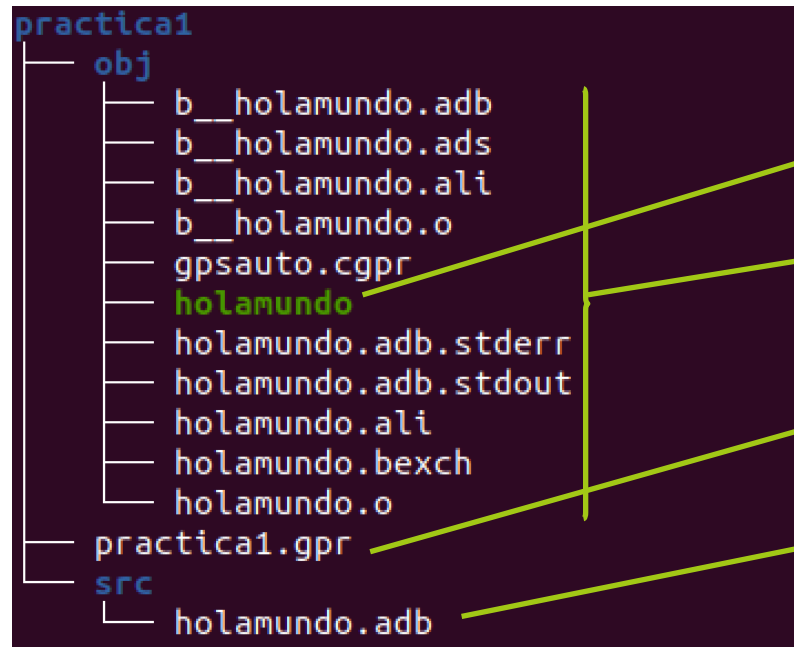 practica1
obj
b__holamundo.adb
b__holamundo.ads
b__holamundo.ali
b__holamundo.o
gpsauto.cgpr
holamundo
holamundo.adb.stderr
holamundo.adb.stdout
holamundo.ali
holamundo.bexch
holamundo.o
practica1.gpr
src
holamundo.adb